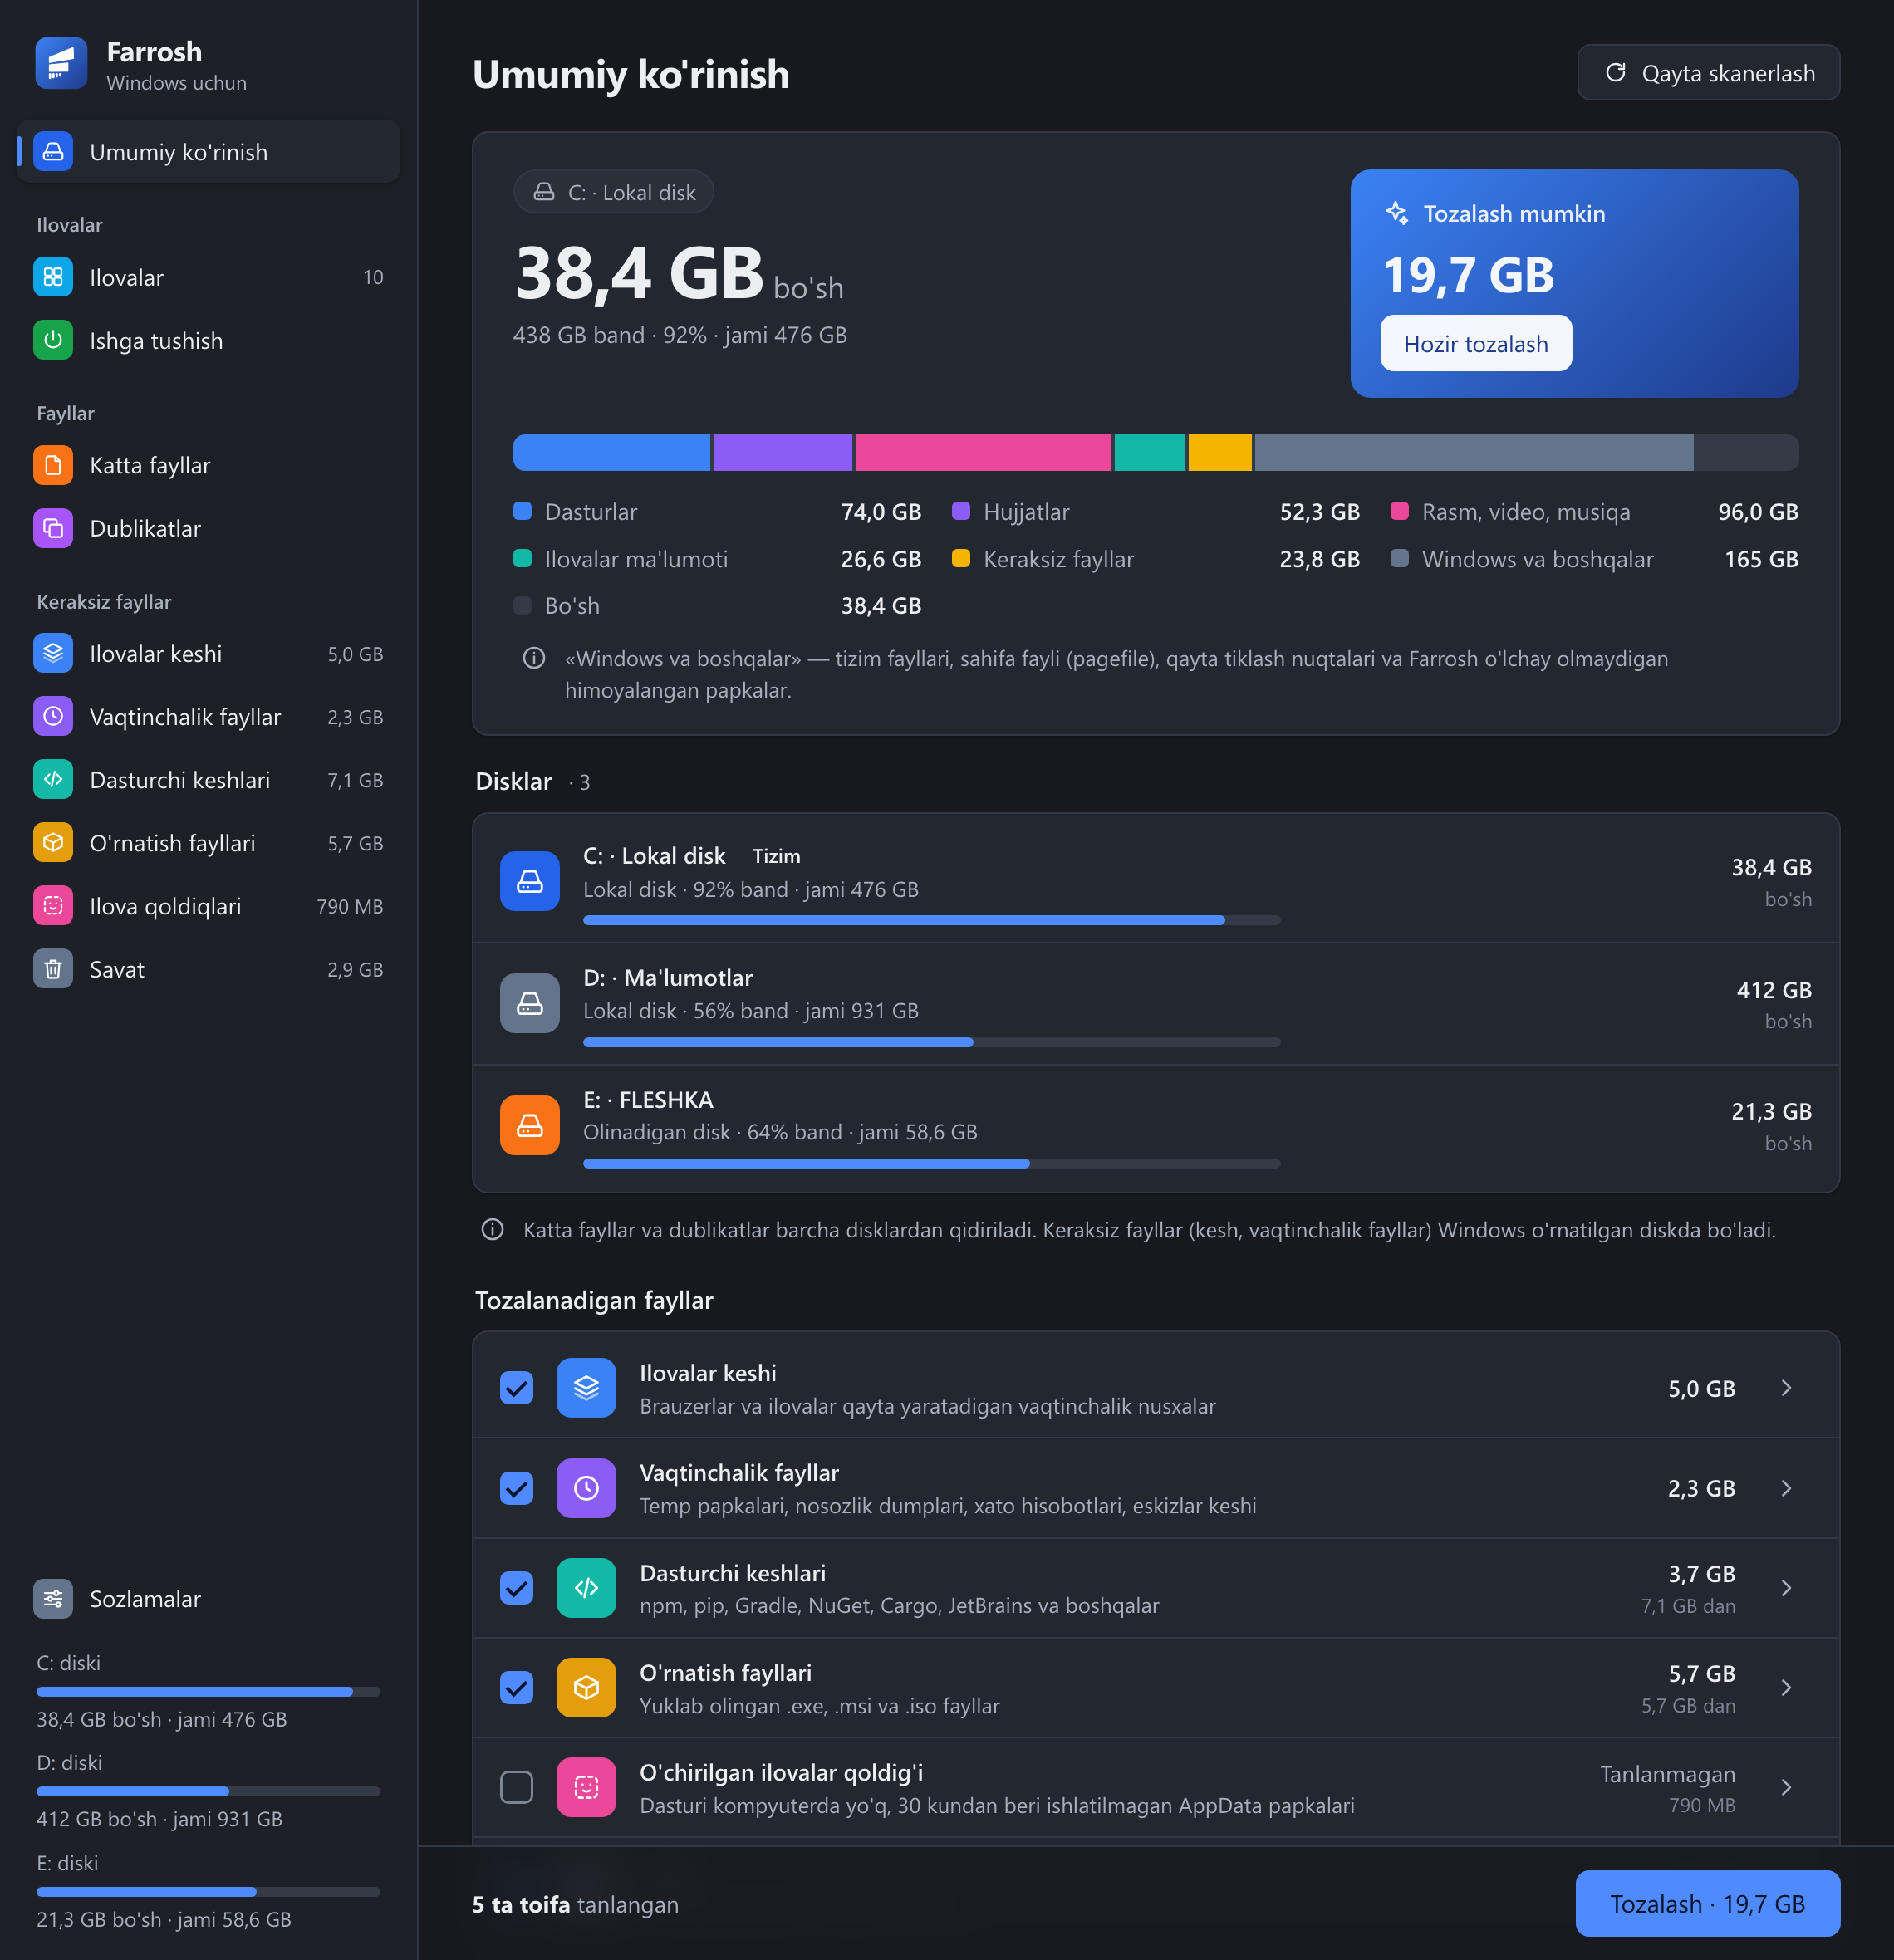 Farrosh
Windows uchun
Umumiy ko'rinish
Ilovalar
Ilovalar 10
Ishga tushish
Fayllar
Katta fayllar
Dublikatlar
Keraksiz fayllar
Ilovalar keshi 5,0 GB
Vaqtinchalik fayllar 2,3 GB
Dasturchi keshlari 7,1 GB
O'rnatish fayllari 5,7 GB
Ilova qoldiqlari 790 MB
Savat 2,9 GB
Sozlamalar
C: diski
38,4 GB bo'sh · jami 476 GB
D: diski
412 GB bo'sh · jami 931 GB
E: diski
21,3 GB bo'sh · jami 58,6 GB
Umumiy ko'rinish
Qayta skanerlash
C: · Lokal disk
38,4 GB bo'sh
438 GB band · 92% · jami 476 GB
Tozalash mumkin
19,7 GB
Hozir tozalash
Dasturlar 74,0 GB Hujjatlar 52,3 GB Rasm, video, musiqa 96,0 GB
Ilovalar ma'lumoti 26,6 GB Keraksiz fayllar 23,8 GB Windows va boshqalar 165 GB
Bo'sh 38,4 GB
«Windows va boshqalar» — tizim fayllari, sahifa fayli (pagefile), qayta tiklash nuqtalari va Farrosh o'lchay olmaydigan
himoyalangan papkalar.
Disklar · 3
C: · Lokal disk Tizim
Lokal disk · 92% band · jami 476 GB
38,4 GB
bo'sh
D: · Ma'lumotlar
Lokal disk · 56% band · jami 931 GB
412 GB
bo'sh
E: · FLESHKA
Olinadigan disk · 64% band · jami 58,6 GB
21,3 GB
bo'sh
Katta fayllar va dublikatlar barcha disklardan qidiriladi. Keraksiz fayllar (kesh, vaqtinchalik fayllar) Windows o'rnatilgan diskda bo'ladi.
Tozalanadigan fayllar
Ilovalar keshi
Brauzerlar va ilovalar qayta yaratadigan vaqtinchalik nusxalar
5,0 GB
Vaqtinchalik fayllar
Temp papkalari, nosozlik dumplari, xato hisobotlari, eskizlar keshi
2,3 GB
Dasturchi keshlari
npm, pip, Gradle, NuGet, Cargo, JetBrains va boshqalar
3,7 GB
7,1 GB dan
O'rnatish fayllari
Yuklab olingan .exe, .msi va .iso fayllar
5,7 GB
5,7 GB dan
O'chirilgan ilovalar qoldig'i
Dasturi kompyuterda yo'q, 30 kundan beri ishlatilmagan AppData papkalari
Tanlanmagan
790 MB
5 ta toifa tanlangan
Tozalash · 19,7 GB